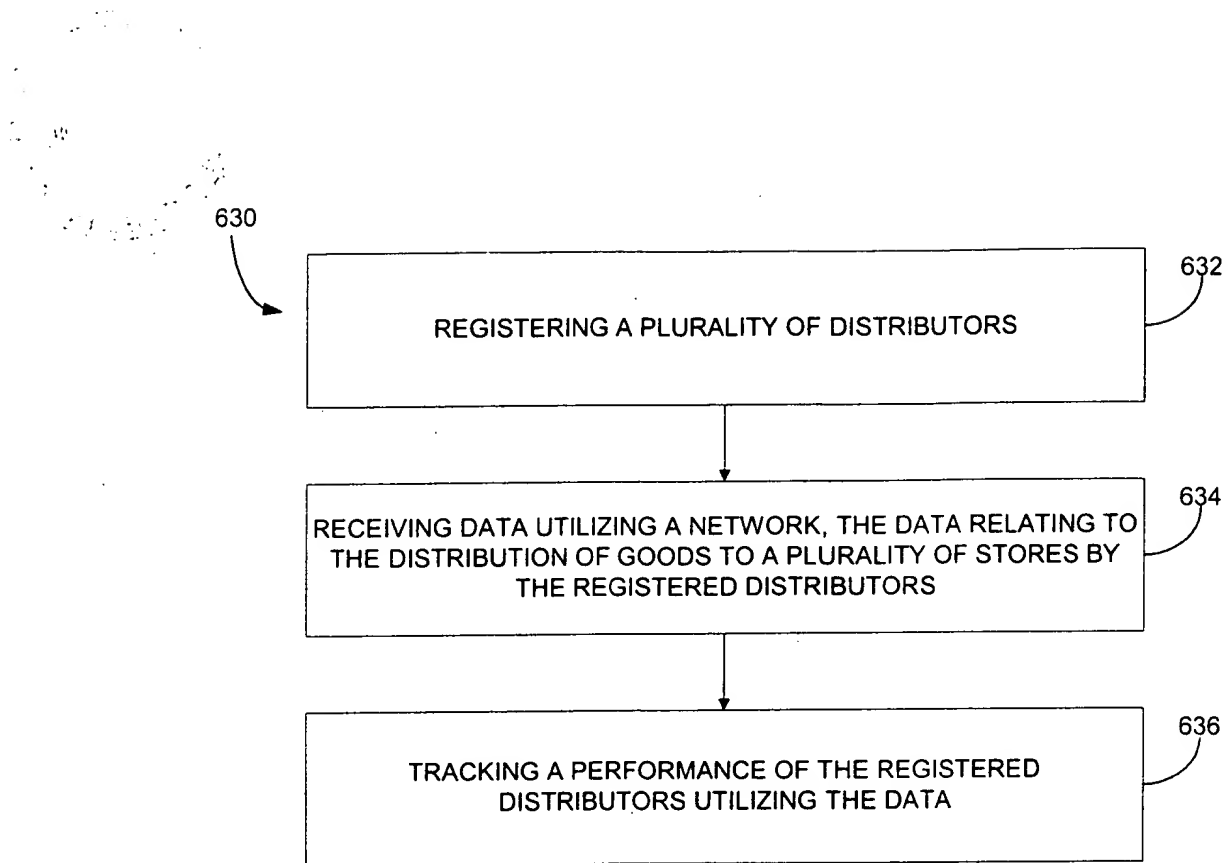 630
632
REGISTERING A PLURALITY OF DISTRIBUTORS
634
RECEIVING DATA UTILIZING A NETWORK, THE DATA RELATING TO
THE DISTRIBUTION OF GOODS TO A PLURALITY OF STORES BY
THE REGISTERED DISTRIBUTORS
636
TRACKING A PERFORMANCE OF THE REGISTERED
DISTRIBUTORS UTILIZING THE DATA